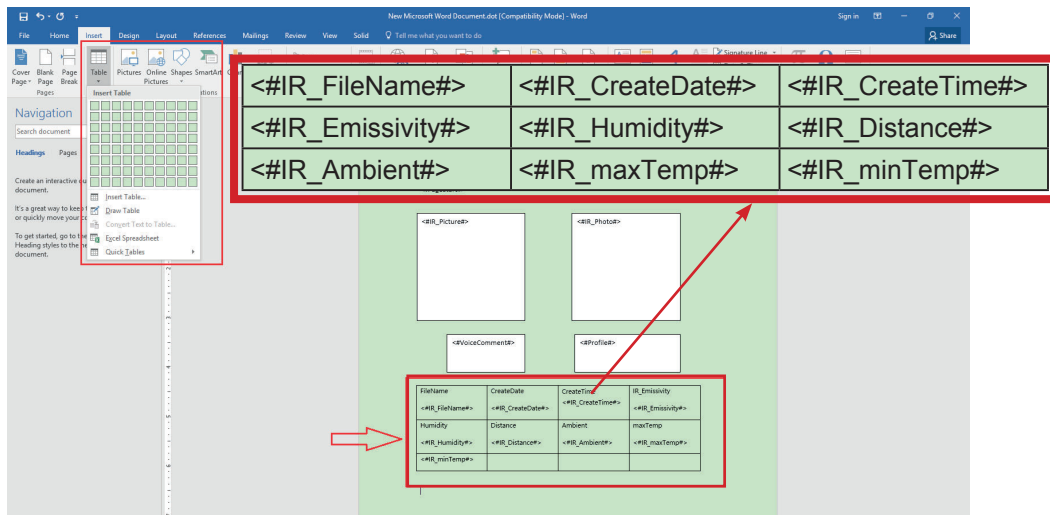 New Microsoft Word Document.dot [Compatibility Mode] - Word
Sign in
File Home Insert Design Layout References Mailings Review View Solid Tell me what you want to do
Share
Cover Page Blank Page Page Break
Table
Pictures Online Pictures Shapes SmartArt
Signature Line
Pages
Insert Table
Navigation
Search document
Headings Pages
Create an interactive
document.
It's a great way to keep
or quickly move your
To get started, go to the
Heading styles to the
document.
Insert Table...
Draw Table
Convert Text to Table...
Excel Spreadsheet
Quick Tables
<#IR_FileName#> <#IR_CreateDate#> <#IR_CreateTime#>
<#IR_Emissivity#> <#IR_Humidity#> <#IR_Distance#>
<#IR_Ambient#> <#IR_maxTemp#> <#IR_minTemp#>
<#IR_Picture#> <#IR_Photo#>
<#VoiceComment#> <#Profile#>
FileName CreateDate CreateTime IR_Emissivity
<#IR_FileName#> <#IR_CreateDate#> <#IR_CreateTime#> <#IR_Emissivity#>
Humidity Distance Ambient maxTemp
<#IR_Humidity#> <#IR_Distance#> <#IR_Ambient#> <#IR_maxTemp#>
<#IR_minTemp#>